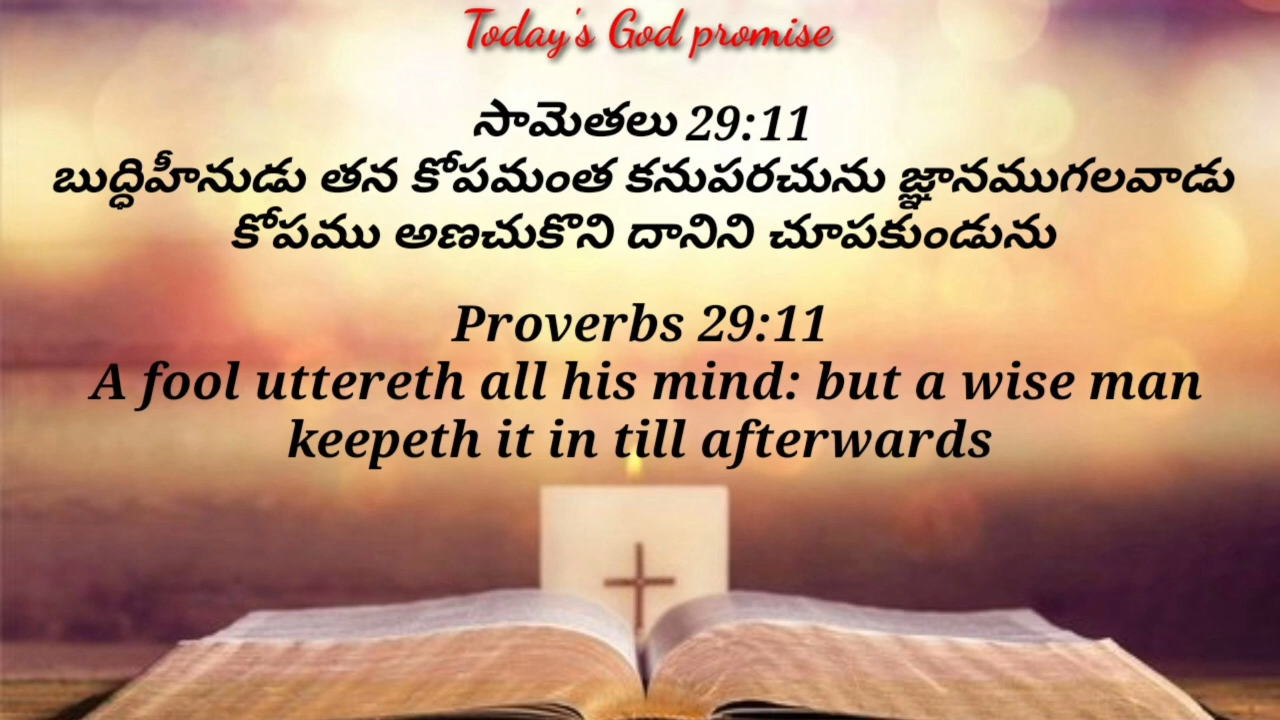 Today's God promise
సామెతలు 29:11
బుద్ధిహీనుడు తన కోపమంత కనుపరచును జ్ఞానముగలవాడు
కోపము అణచుకొని దానిని చూపకుండును
Proverbs 29:11
A fool uttereth all his mind: but a wise man
keepeth it in till afterwards